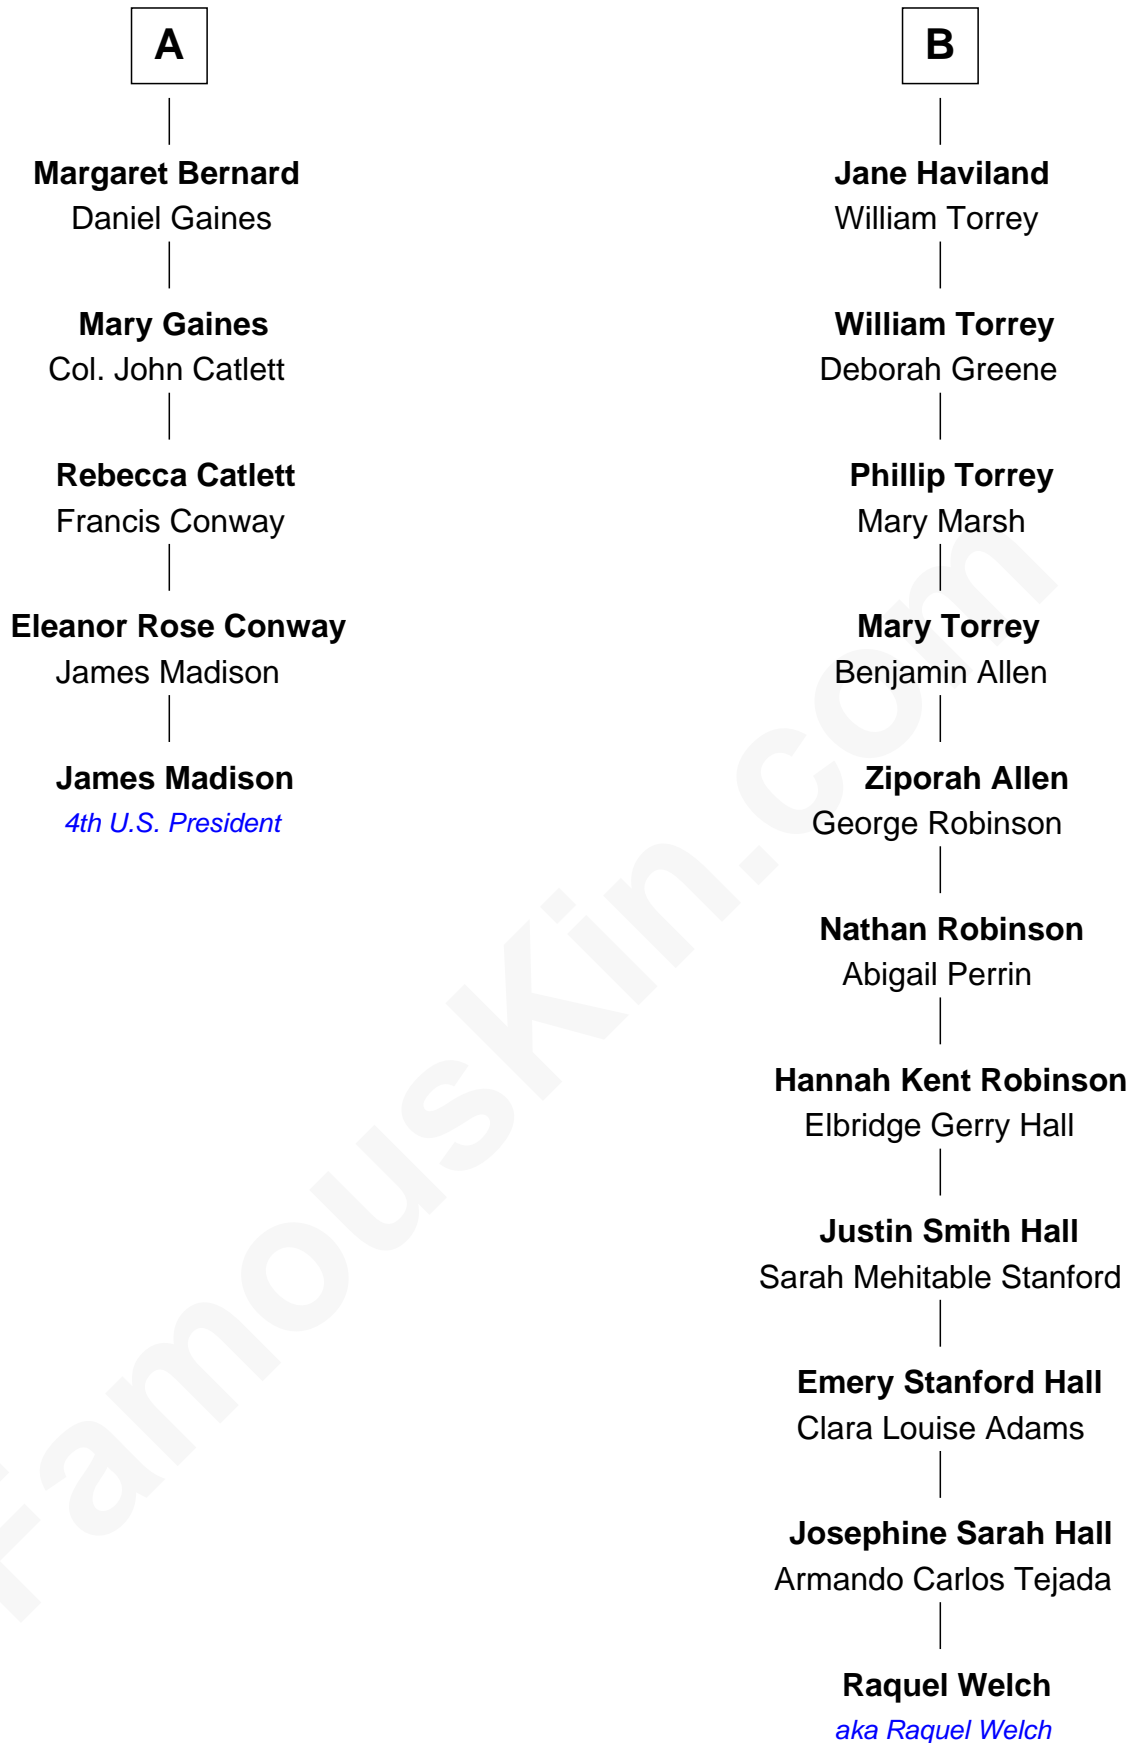 A
Margaret Bernard
Daniel Gaines
Mary Gaines
Col. John Catlett
Rebecca Catlett
Francis Conway
Eleanor Rose Conway
James Madison
James Madison
4th U.S. President
B
Jane Haviland
William Torrey
William Torrey
Deborah Greene
Phillip Torrey
Mary Marsh
Mary Torrey
Benjamin Allen
Ziporah Allen
George Robinson
Nathan Robinson
Abigail Perrin
Hannah Kent Robinson
Elbridge Gerry Hall
Justin Smith Hall
Sarah Mehitable Stanford
Emery Stanford Hall
Clara Louise Adams
Josephine Sarah Hall
Armando Carlos Tejada
Raquel Welch
aka Raquel Welch
FamousKin.com